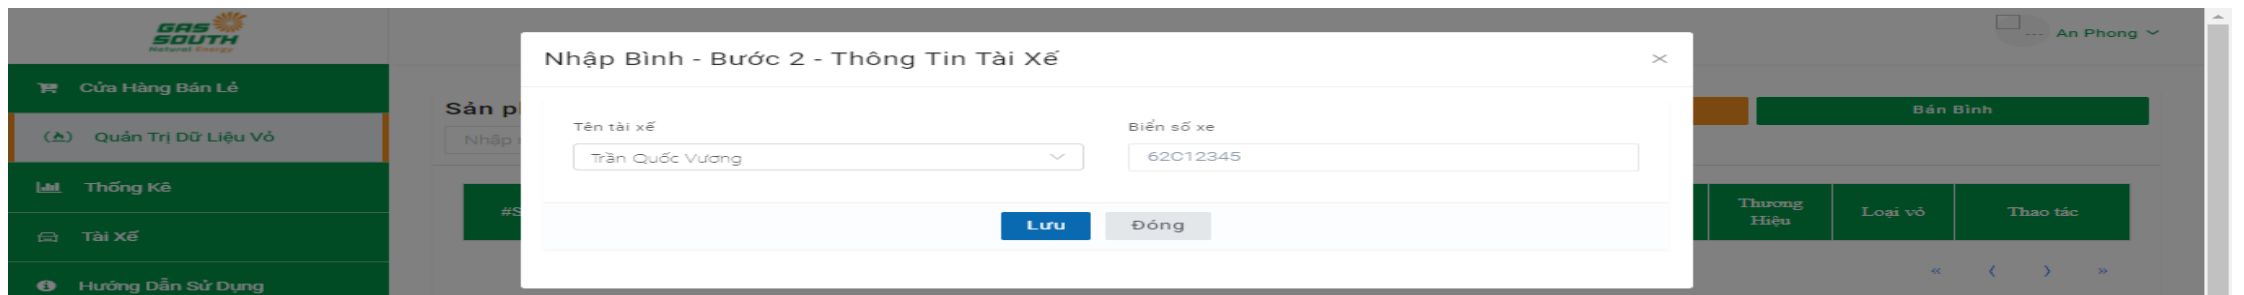 GAS
SOUTH
Natural Energy
An Phong
Nhập Bình - Bước 2 - Thông Tin Tài Xế
Cửa Hàng Bán Lẻ
Sản p
Bán Bình
Tên tài xế
Biển số xe
Quản Trị Dữ Liệu Vỏ
Nhập
Trần Quốc Vương
62C12345
Thống Kê
#S
Lưu
Đóng
Thương
Hiệu
Loại vỏ
Thao tác
Tài Xế
« ‹ › »
Hướng Dẫn Sử Dụng